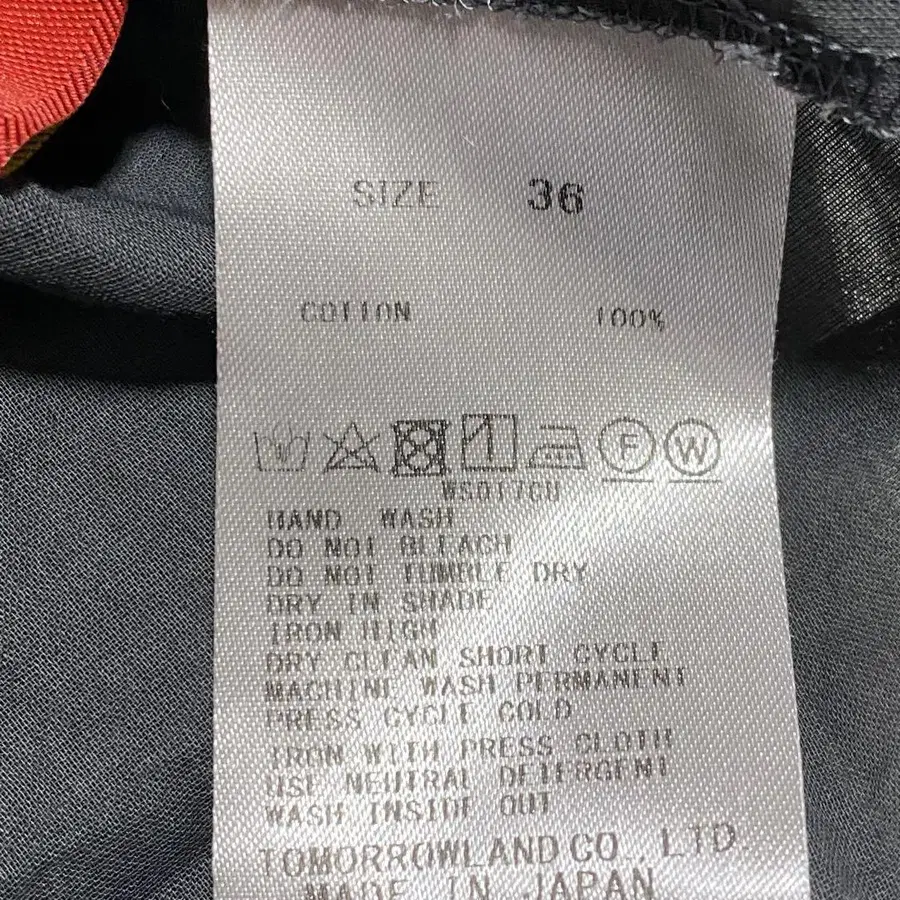 SIZE 36
COTTON 100%
F W
WS017GH
HAND WASH
DO NOT BLEACH
DO NOT TUMBLE DRY
DRY IN SHADE
IRON HIGH
DRY CLEAN SHORT CYCLE
MACHINE WASH PERMANENT
PRESS CYCLE COLD
IRON WITH PRESS CLOTH
USE NEUTRAL DETERGENT
WASH INSIDE OUT
TOMORROWLAND CO., LTD.
MADE IN JAPAN